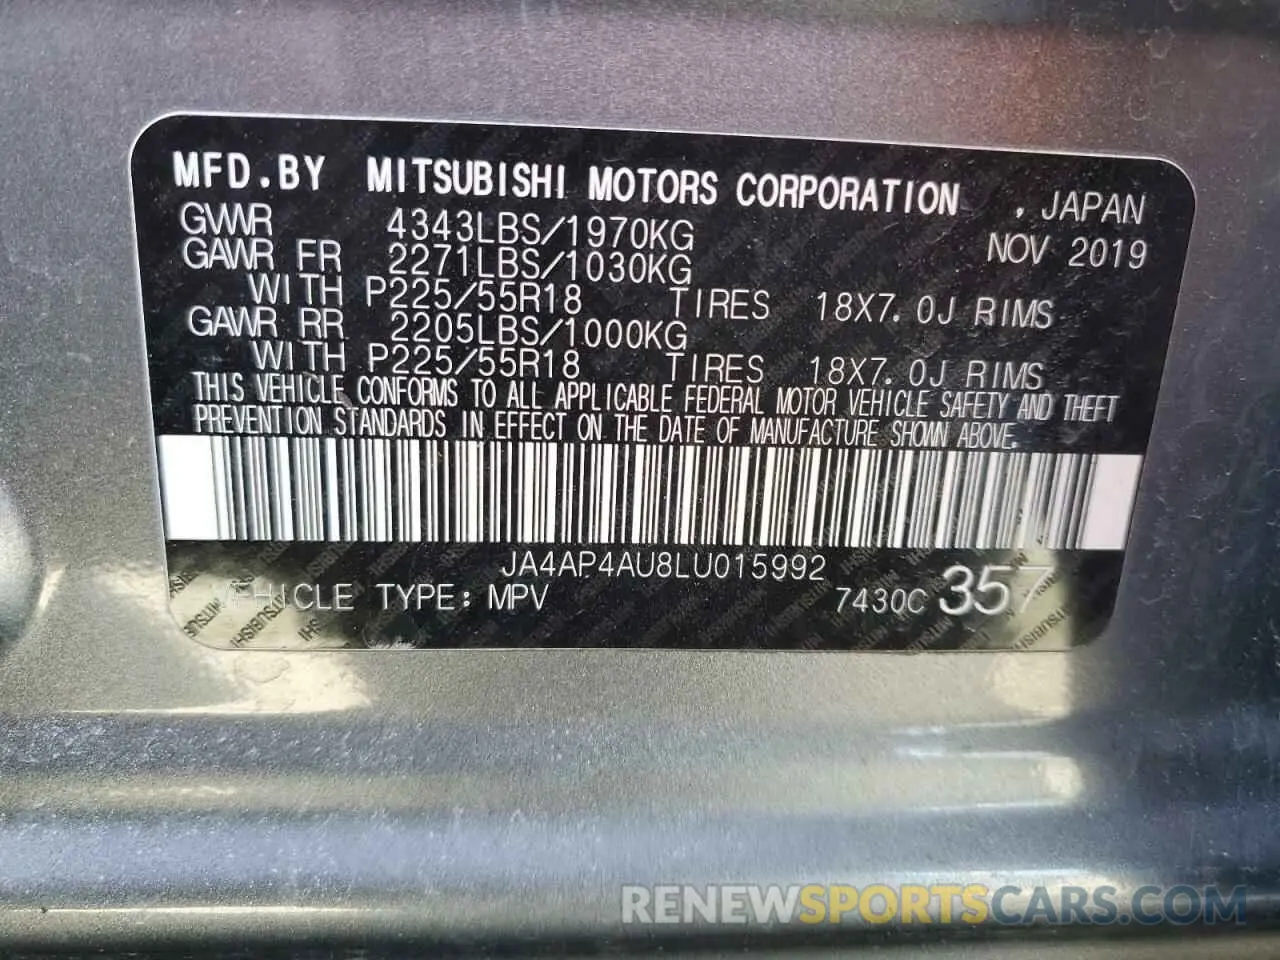 MFD.BY MITSUBISHI MOTORS CORPORATION , JAPAN
GVWR 4343LBS/1970KG NOV 2019
GAWR FR 2271LBS/1030KG
WITH P225/55R18 TIRES 18X7.0J RIMS
GAWR RR 2205LBS/1000KG
WITH P225/55R18 TIRES 18X7.0J RIMS
THIS VEHICLE CONFORMS TO ALL APPLICABLE FEDERAL MOTOR VEHICLE SAFETY AND THEFT
PREVENTION STANDARDS IN EFFECT ON THE DATE OF MANUFACTURE SHOWN ABOVE.
JA4AP4AU8LU015992
VEHICLE TYPE: MPV 7430C 357
RENEWSPORTSCARS.COM